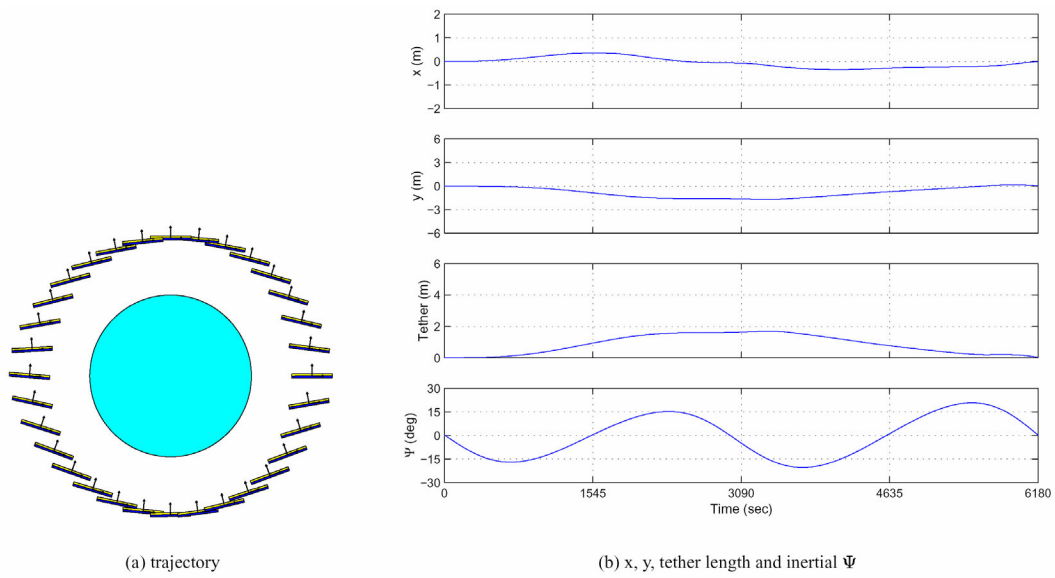 2
1
0
−1
−2
x (m)
6
3
0
−3
−6
y (m)
6
4
2
0
Tether (m)
30
15
0
−15
−30
Ψ (deg)
0 1545 3090 4635 6180
Time (sec)
(a) trajectory
(b) x, y, tether length and inertial Ψ̄